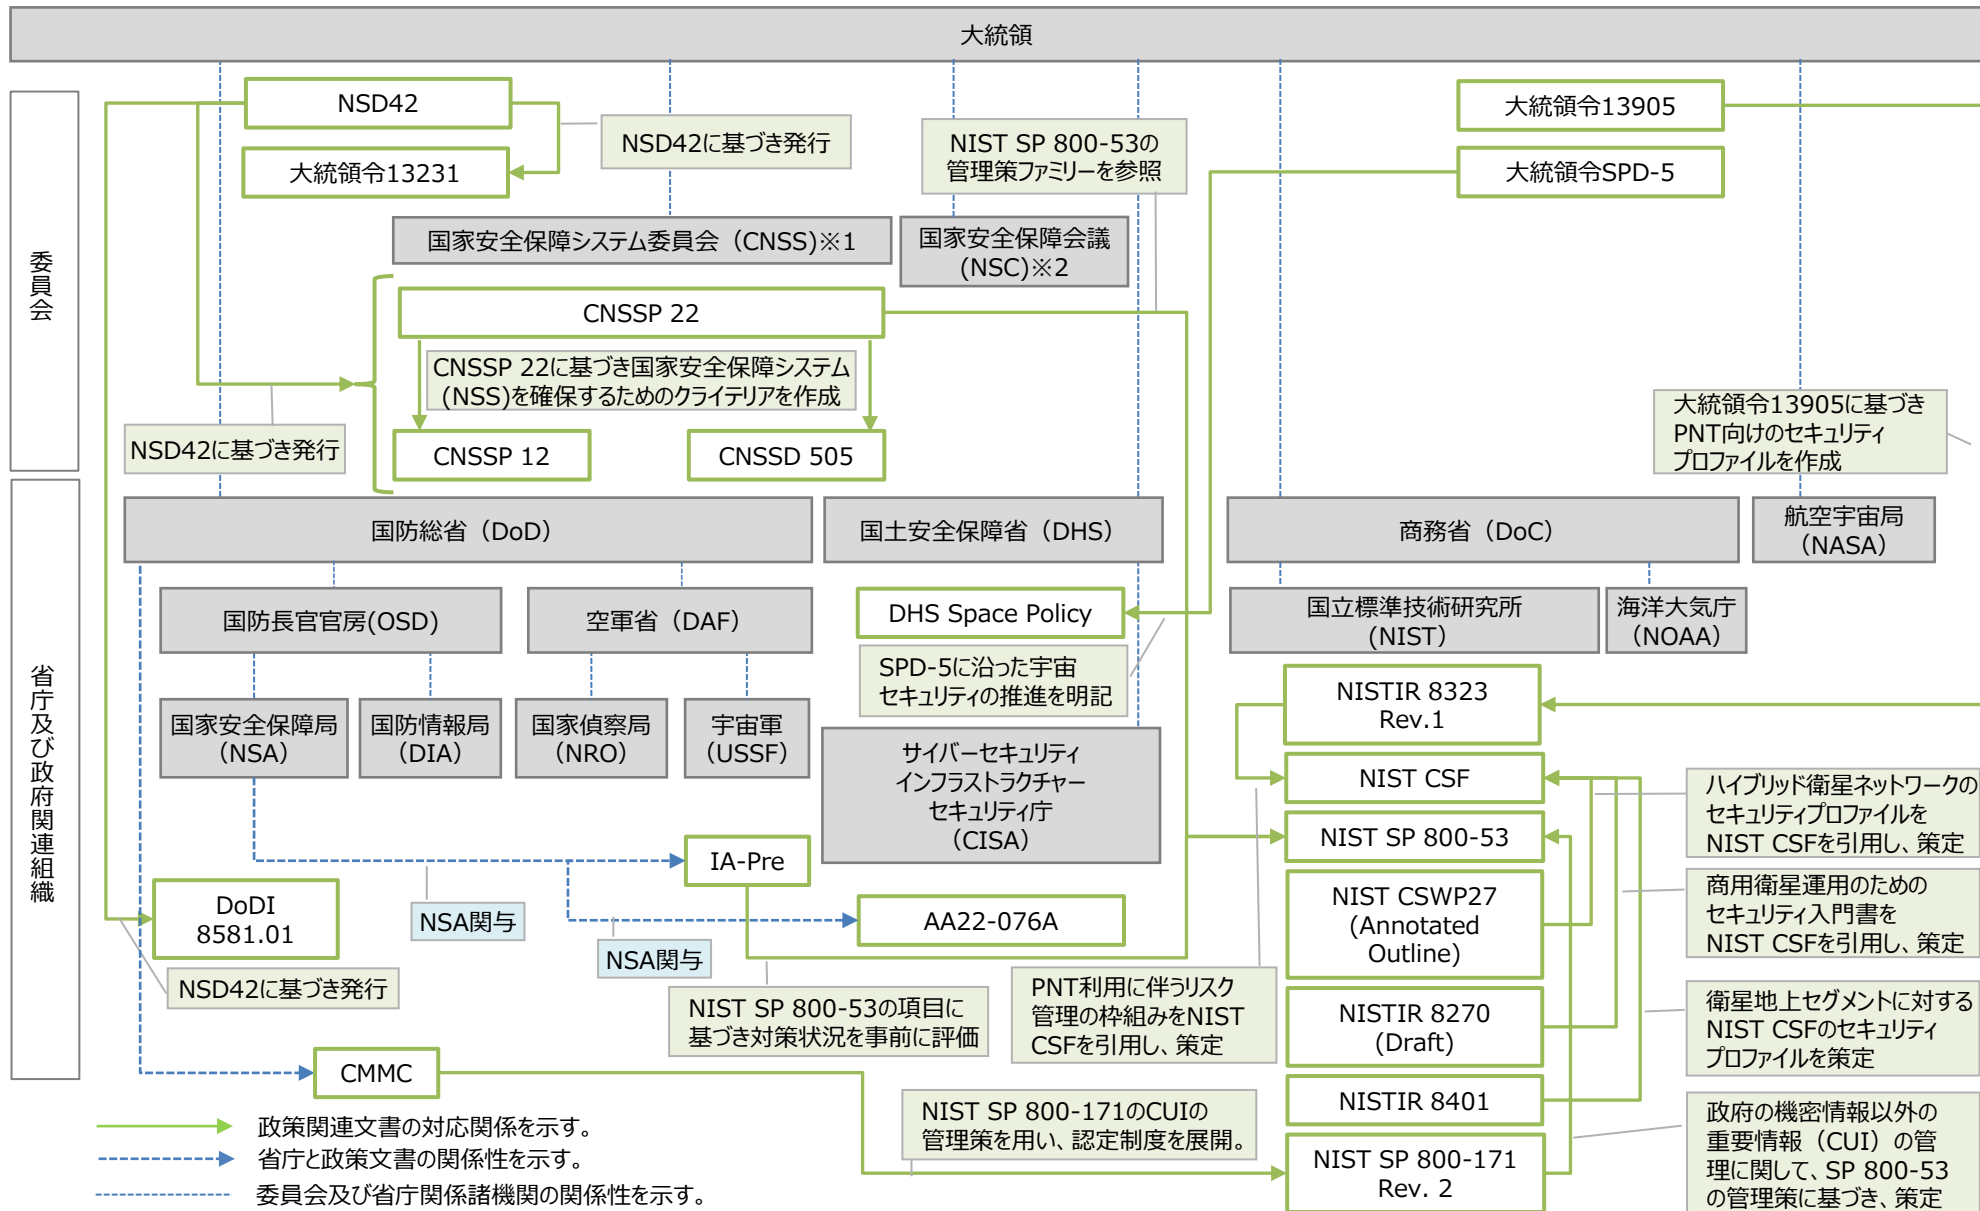 大統領
委員会
NSD42
大統領令13231
NSD42に基づき発行
NIST SP 800-53の
管理策ファミリーを参照
大統領令13905
大統領令SPD-5
国家安全保障システム委員会（CNSS)※1
国家安全保障会議
(NSC)※2
CNSSP 22
CNSSP 22に基づき国家安全保障システム
(NSS)を確保するためのクライテリアを作成
NSD42に基づき発行
CNSSP 12
CNSSD 505
大統領令13905に基づき
PNT向けのセキュリティ
プロファイルを作成
省庁及び政府関連組織
国防総省（DoD）
国土安全保障省（DHS）
商務省（DoC）
航空宇宙局
（NASA）
国防長官官房(OSD)
空軍省（DAF）
DHS Space Policy
国立標準技術研究所
(NIST）
海洋大気庁
（NOAA）
SPD-5に沿った宇宙
セキュリティの推進を明記
国家安全保障局
（NSA）
国防情報局
（DIA）
国家偵察局
（NRO）
宇宙軍
（USSF）
サイバーセキュリティ
インフラストラクチャー
セキュリティ庁
（CISA）
NISTIR 8323
Rev.1
NIST CSF
NIST SP 800-53
NIST CSWP27
(Annotated
Outline)
NISTIR 8270
(Draft)
NISTIR 8401
NIST SP 800-171
Rev. 2
ハイブリッド衛星ネットワークの
セキュリティプロファイルを
NIST CSFを引用し、策定
商用衛星運用のための
セキュリティ入門書を
NIST CSFを引用し、策定
衛星地上セグメントに対する
NIST CSFのセキュリティ
プロファイルを策定
政府の機密情報以外の
重要情報（CUI）の管
理に関して、SP 800-53
の管理策に基づき、策定
IA-Pre
AA22-076A
NSA関与
NSA関与
DoDI
8581.01
NSD42に基づき発行
NIST SP 800-53の項目に
基づき対策状況を事前に評価
PNT利用に伴うリスク
管理の枠組みをNIST
CSFを引用し、策定
CMMC
NIST SP 800-171のCUIの
管理策を用い、認定制度を展開。
政策関連文書の対応関係を示す。
省庁と政策文書の関係性を示す。
委員会及び省庁関係諸機関の関係性を示す。